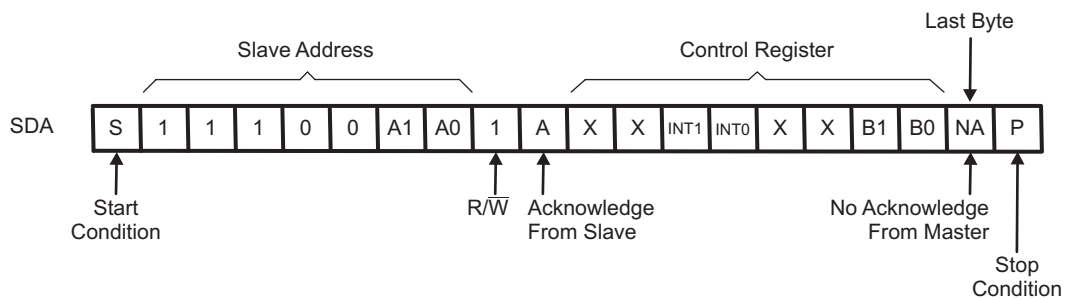 Last Byte
Slave Address
Control Register
SDA S 1 1 1 0 0 A1 A0 1 A X X INT1 INT0 X X B1 B0 NA P
Start
Condition
R/W̅
Acknowledge
From Slave
No Acknowledge
From Master
Stop
Condition